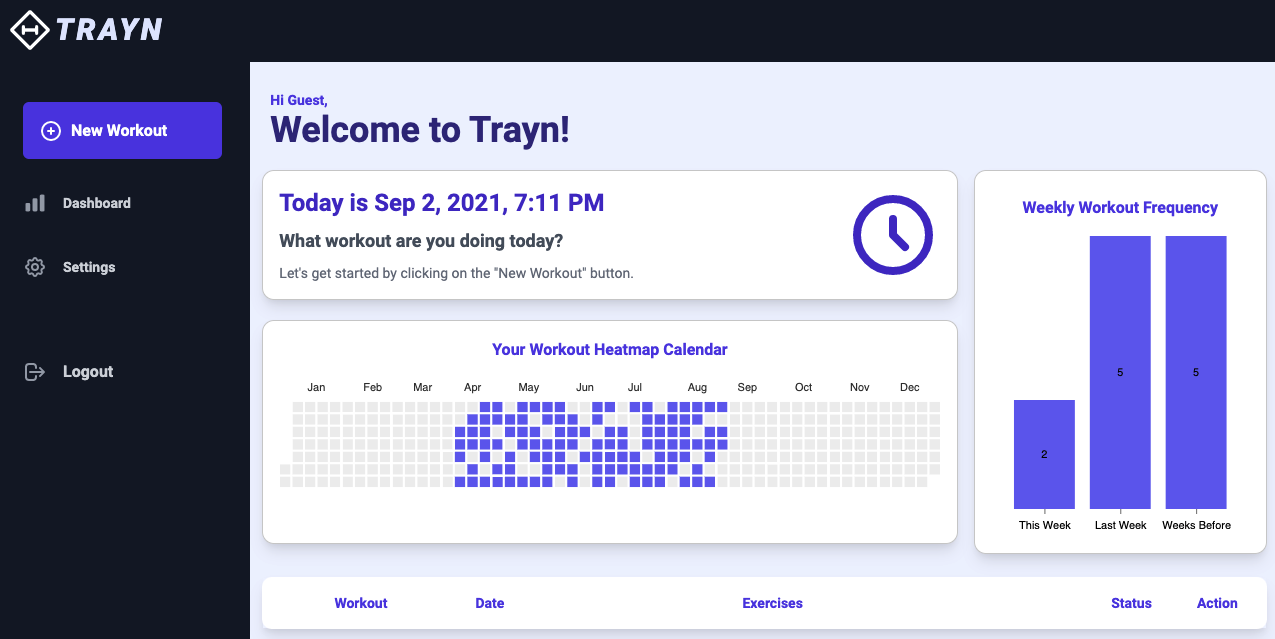 TRAYN
New Workout
Dashboard
Settings
Logout
Hi Guest,
Welcome to Trayn!
Today is Sep 2, 2021, 7:11 PM
What workout are you doing today?
Let's get started by clicking on the "New Workout" button.
Your Workout Heatmap Calendar
Jan Feb Mar Apr May Jun Jul Aug Sep Oct Nov Dec
Weekly Workout Frequency
5 5
2
This Week Last Week Weeks Before
Workout Date Exercises Status Action